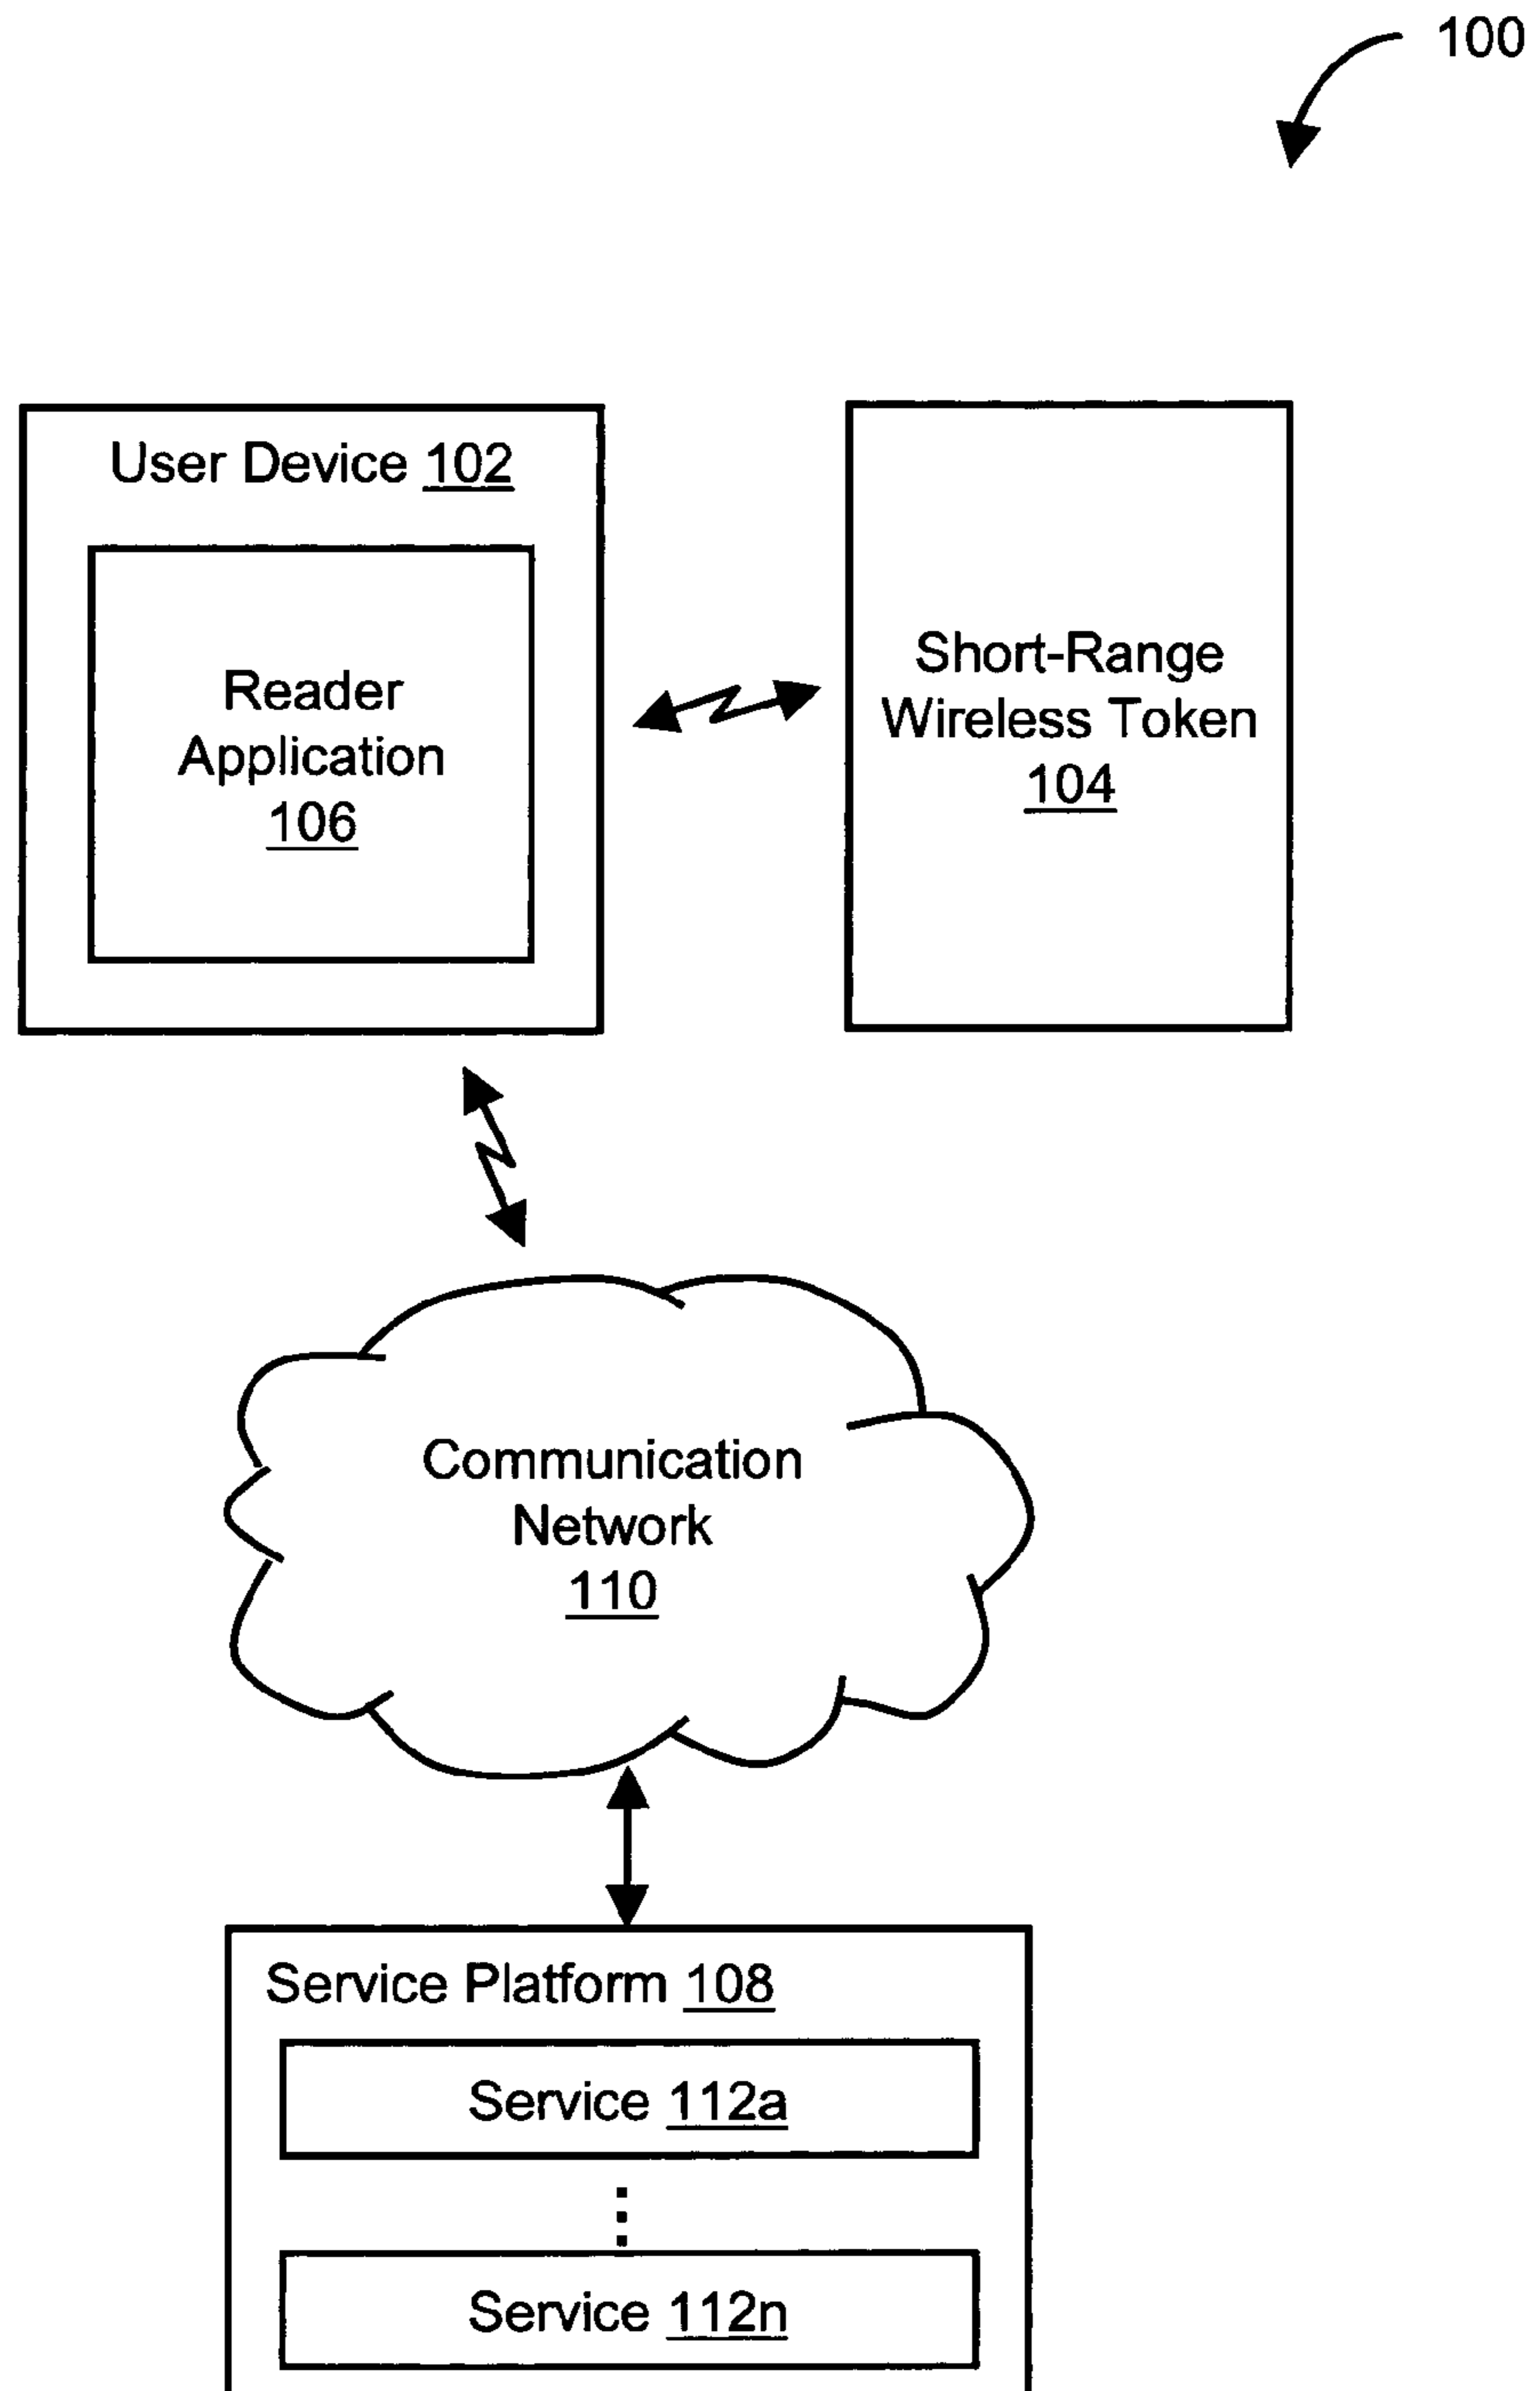 100
User Device 102
Reader
Application
106
Short-Range
Wireless Token
104
Communication
Network
110
Service Platform 108
Service 112a
Service 112n